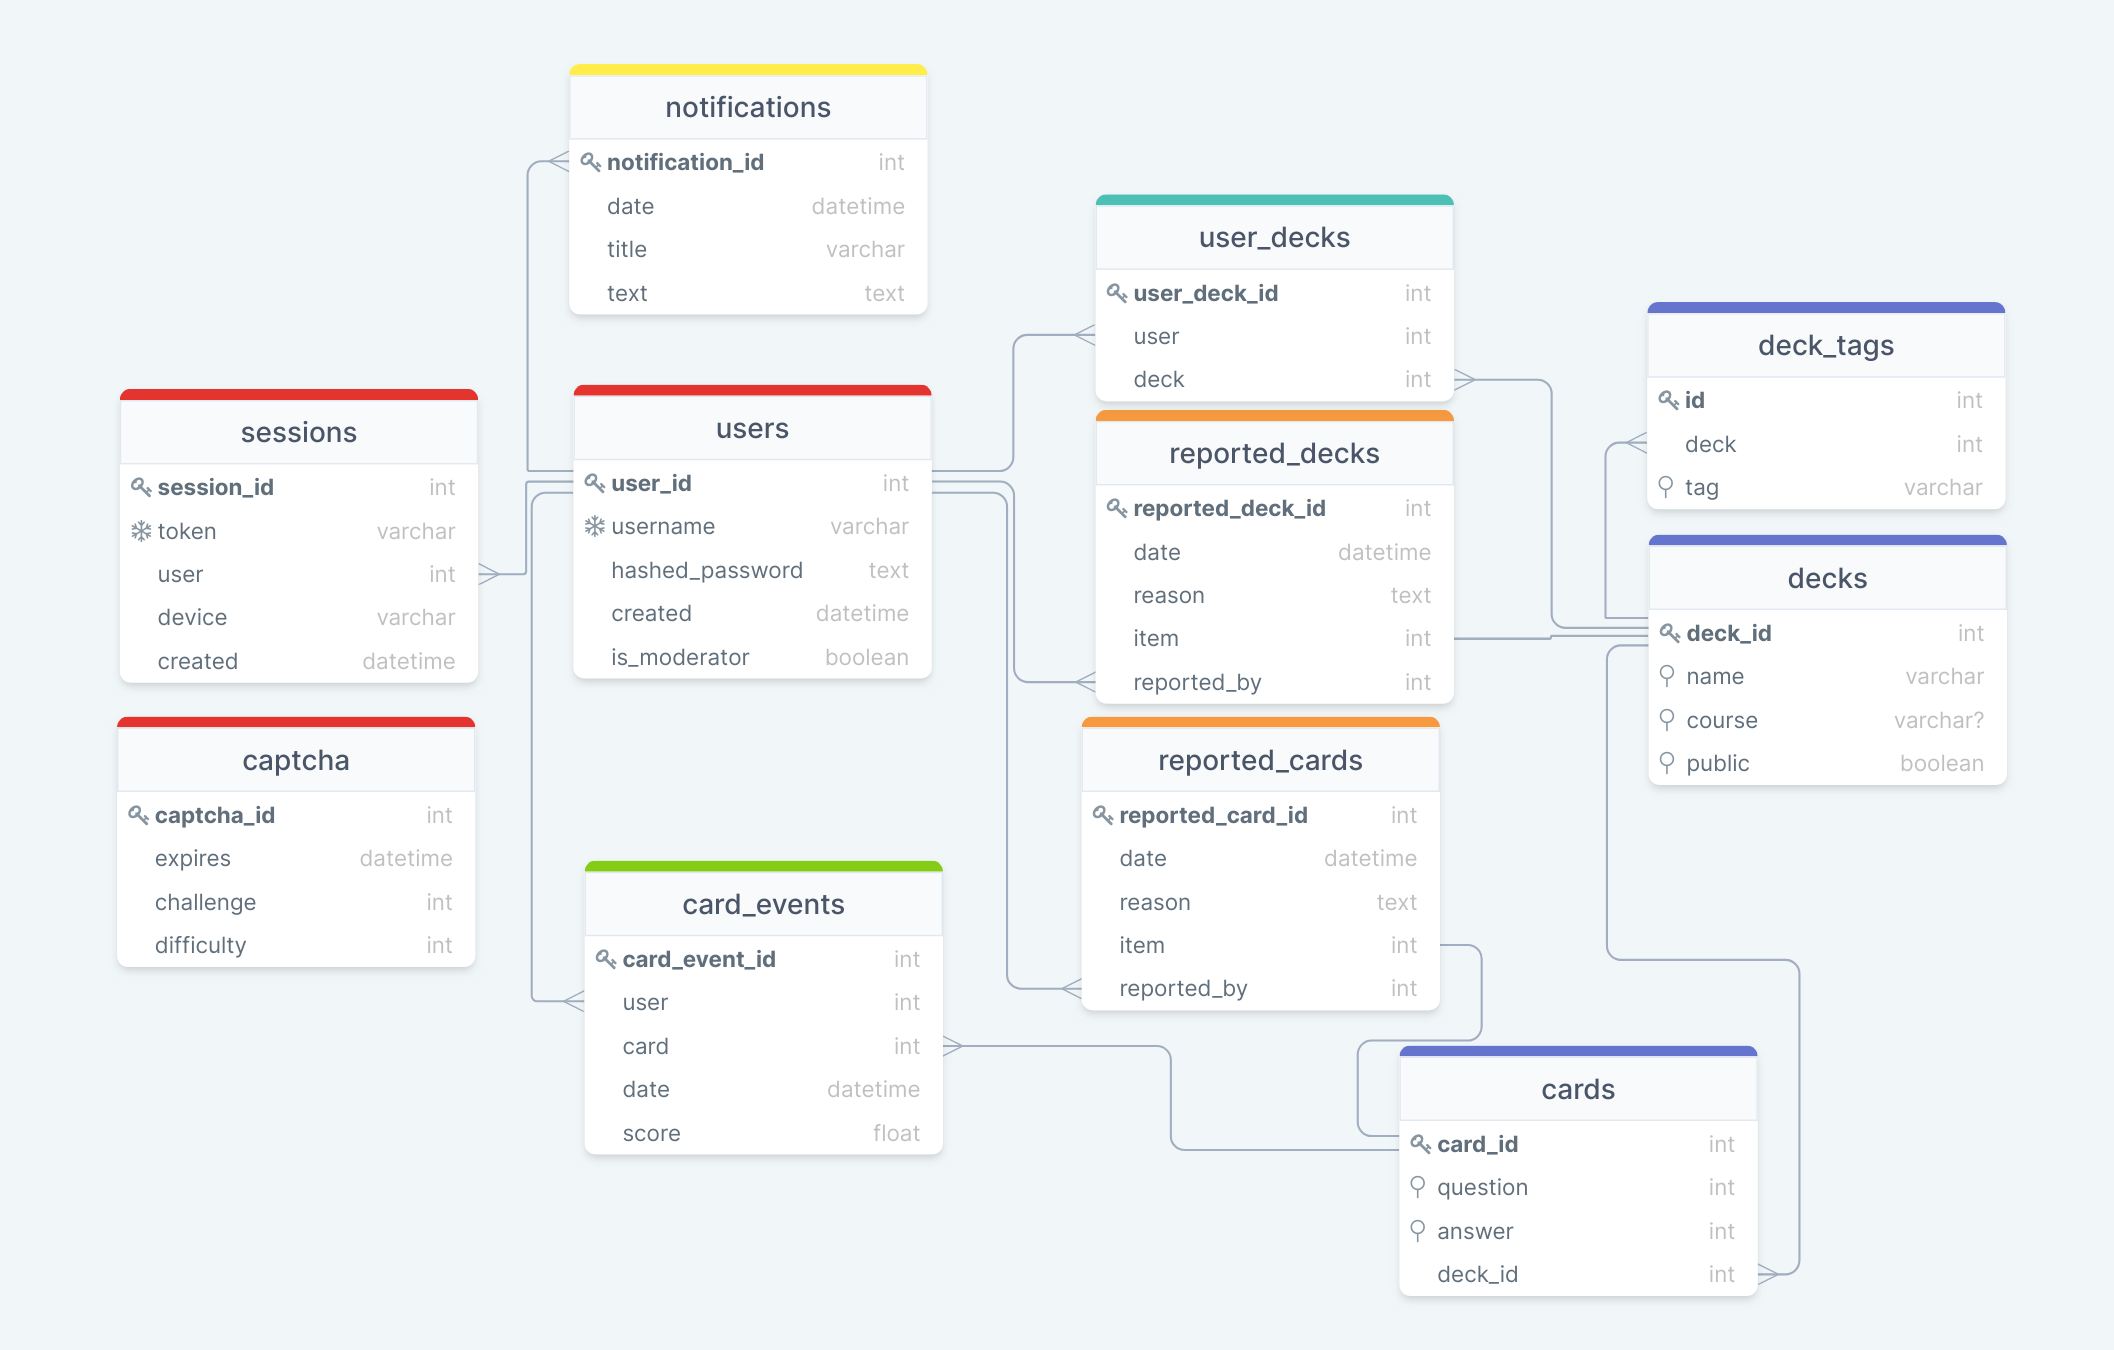 notifications
notification_id int
date datetime
title varchar
text text
user_decks
user_deck_id int
user int
deck int
deck_tags
id int
deck int
tag varchar
sessions
session_id int
token varchar
user int
device varchar
created datetime
users
user_id int
username varchar
hashed_password text
created datetime
is_moderator boolean
reported_decks
reported_deck_id int
date datetime
reason text
item int
reported_by int
decks
deck_id int
name varchar
course varchar?
public boolean
captcha
captcha_id int
expires datetime
challenge int
difficulty int
reported_cards
reported_card_id int
date datetime
reason text
item int
reported_by int
card_events
card_event_id int
user int
card int
date datetime
score float
cards
card_id int
question int
answer int
deck_id int